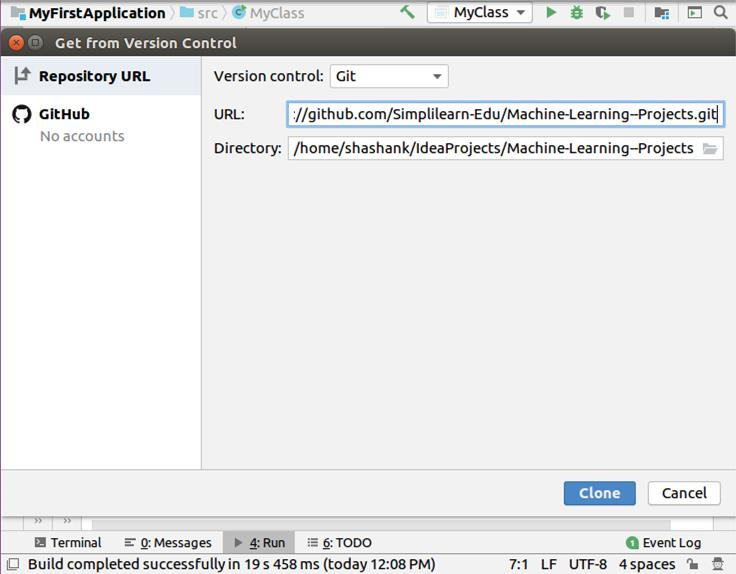 MyFirstApplication src MyClass MyClass
Get from Version Control
Repository URL
GitHub
No accounts
Version control: Git
URL: ://github.com/Simplilearn-Edu/Machine-Learning--Projects.git
Directory: /home/shashank/IdeaProjects/Machine-Learning--Projects
Clone Cancel
Terminal 0: Messages 4: Run 6: TODO 1 Event Log
Build completed successfully in 19 s 458 ms (today 12:08 PM) 7:1 LF UTF-8 4 spaces